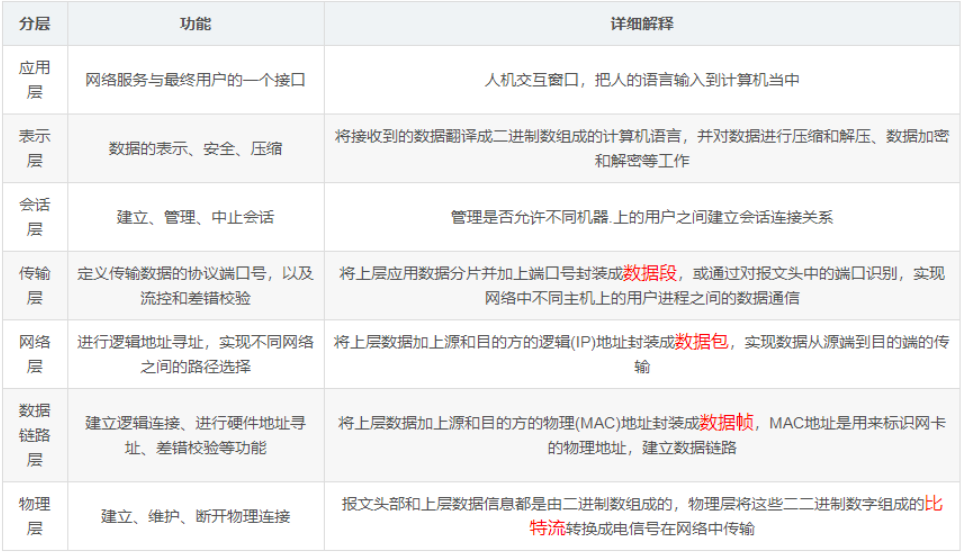 分层 功能 详细解释
应用
层
网络服务与最终用户的一个接口
人机交互窗口，把人的语言输入到计算机当中
表示
层
数据的表示、安全、压缩
将接收到的数据翻译成二进制数组成的计算机语言，并对数据进行压缩和解压、数据加密
和解密等工作
会话
层
建立、管理、中止会话
管理是否允许不同机器.上的用户之间建立会话连接关系
传输
层
定义传输数据的协议端口号，以及
流控和差错校验
将上层应用数据分片并加上端口号封装成数据段，或通过对报文头中的端口识别，实现
网络中不同主机上的用户进程之间的数据通信
网络
层
进行逻辑地址寻址，实现不同网络
之间的路径选择
将上层数据加上源和目的方的逻辑(IP)地址封装成数据包，实现数据从源端到目的端的传
输
数据
链路
层
建立逻辑连接、进行硬件地址寻
址、差错校验等功能
将上层数据加上源和目的方的物理(MAC)地址封装成数据帧，MAC地址是用来标识网卡
的物理地址，建立数据链路
物理
层
建立、维护、断开物理连接
报文头部和上层数据信息都是由二进制数组成的，物理层将这些二二进制数字组成的比
特流转换成电信号在网络中传输